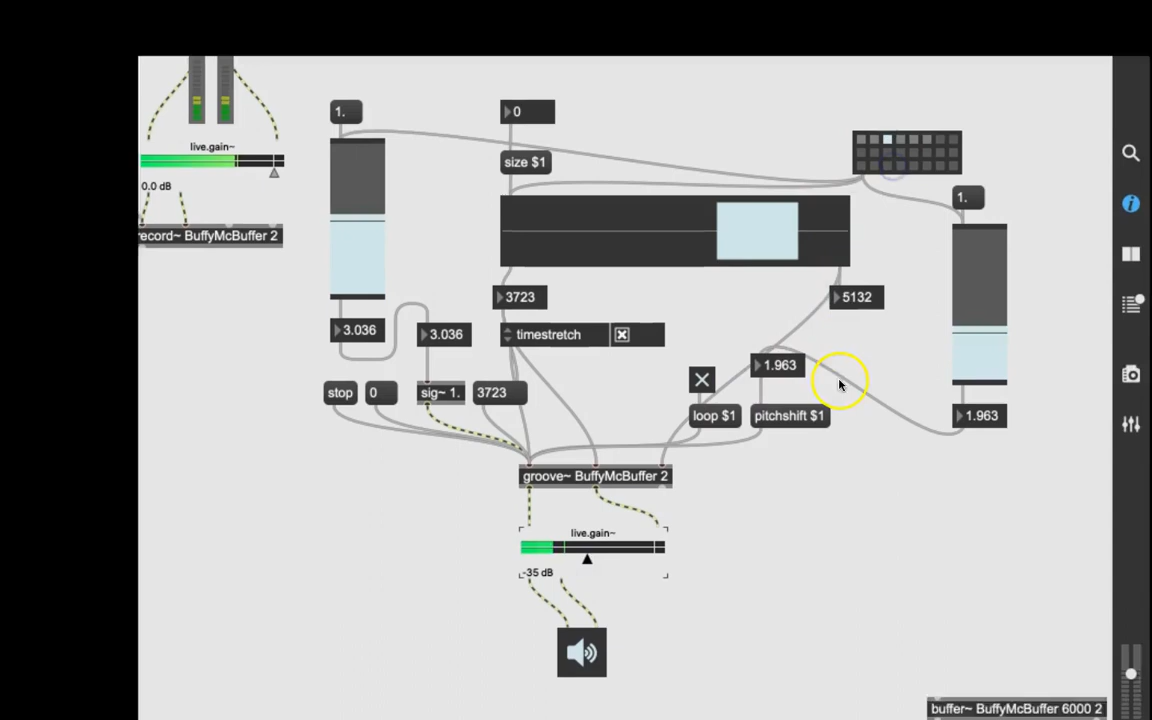 live.gain~
0.0 dB
record~ BuffyMcBuffer 2
1.
0
size $1
1.
3723
5132
3.036
3.036
timestretch
1.963
stop
0
sig~ 1.
3723
loop $1
pitchshift $1
1.963
groove~ BuffyMcBuffer 2
live.gain~
-35 dB
buffer~ BuffyMcBuffer 6000 2